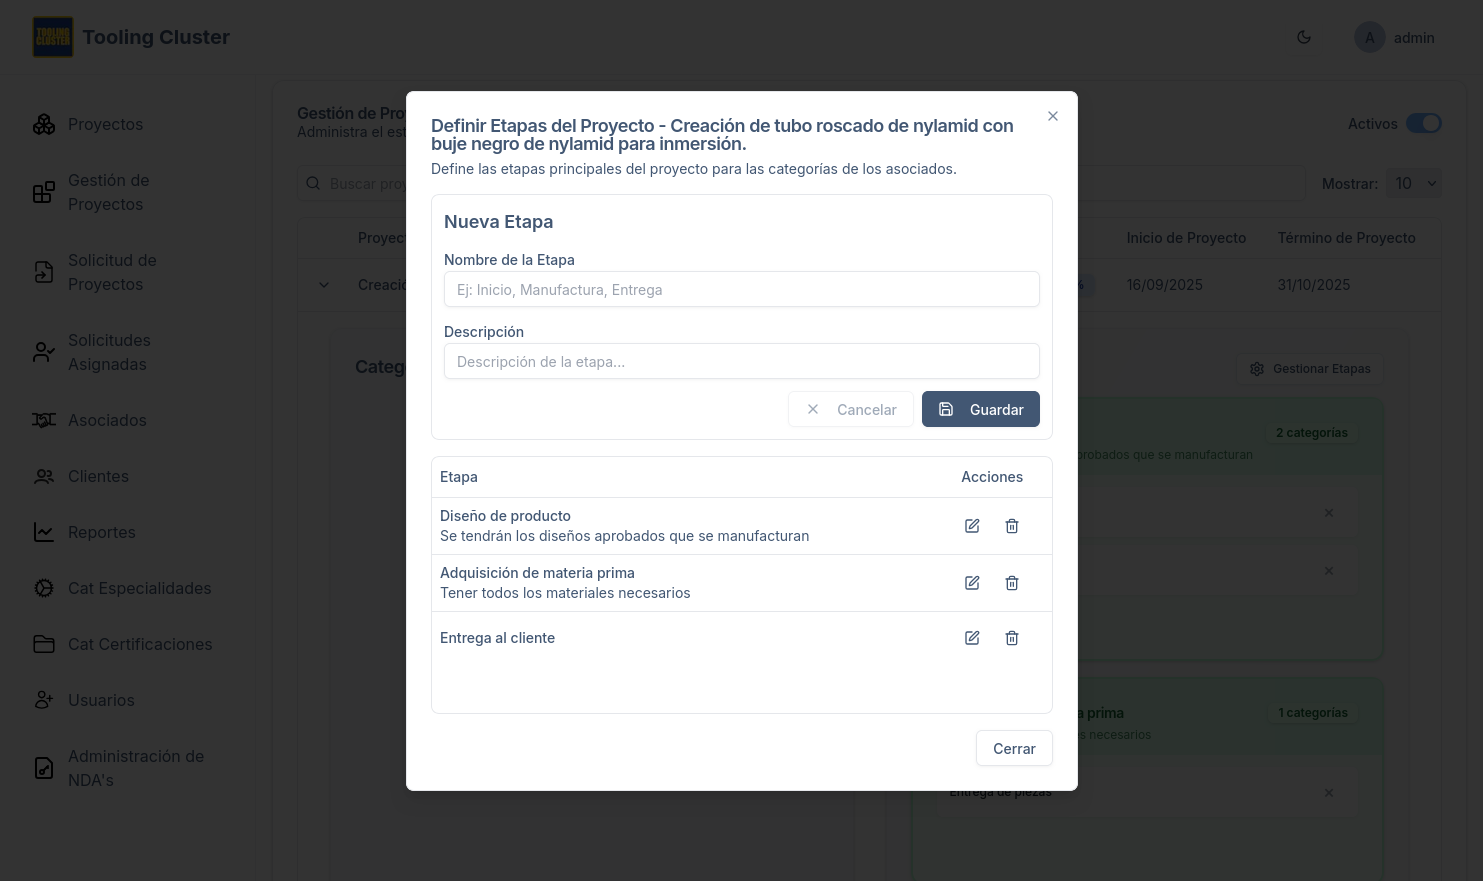 TOOLING
CLUSTER
Tooling Cluster
A
admin
Proyectos
Gestión de
Proyectos
Solicitud de
Proyectos
Solicitudes
Asignadas
Asociados
Clientes
Reportes
Cat Especialidades
Cat Certificaciones
Usuarios
Administración de
NDA's
Gestión de Pro
Administra el est
Activos
Buscar proy
Mostrar:
10
Proyec
Inicio de Proyecto
Término de Proyecto
Creació
%
16/09/2025
31/10/2025
Categ
Gestionar Etapas
2 categorías
probados que se manufacturan
a prima
1 categorías
s necesarios
Entrega de piezas
Definir Etapas del Proyecto - Creación de tubo roscado de nylamid con
buje negro de nylamid para inmersión.
Define las etapas principales del proyecto para las categorías de los asociados.
Nueva Etapa
Nombre de la Etapa
Ej: Inicio, Manufactura, Entrega
Descripción
Descripción de la etapa...
Cancelar
Guardar
Etapa
Acciones
Diseño de producto
Se tendrán los diseños aprobados que se manufacturan
Adquisición de materia prima
Tener todos los materiales necesarios
Entrega al cliente
Cerrar